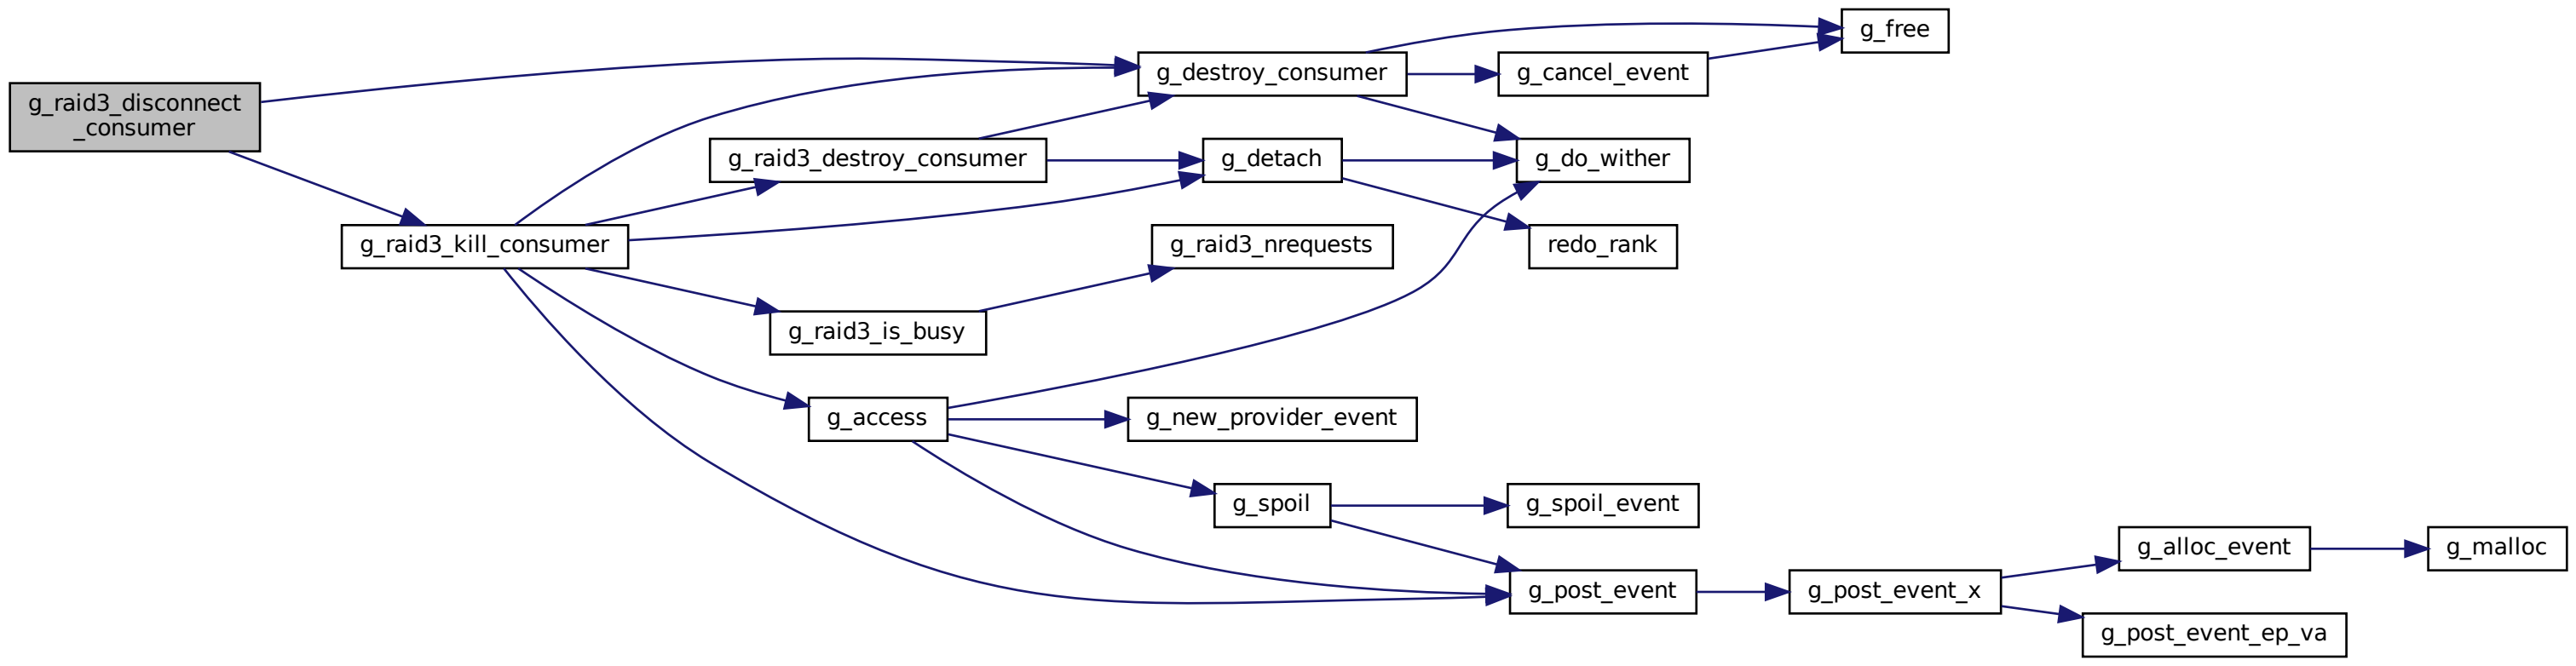 g_raid3_disconnect
_consumer
g_raid3_kill_consumer
g_destroy_consumer
g_raid3_destroy_consumer
g_detach
g_raid3_nrequests
g_raid3_is_busy
g_access
g_new_provider_event
g_spoil
g_free
g_cancel_event
g_do_wither
redo_rank
g_spoil_event
g_post_event
g_post_event_x
g_alloc_event
g_malloc
g_post_event_ep_va